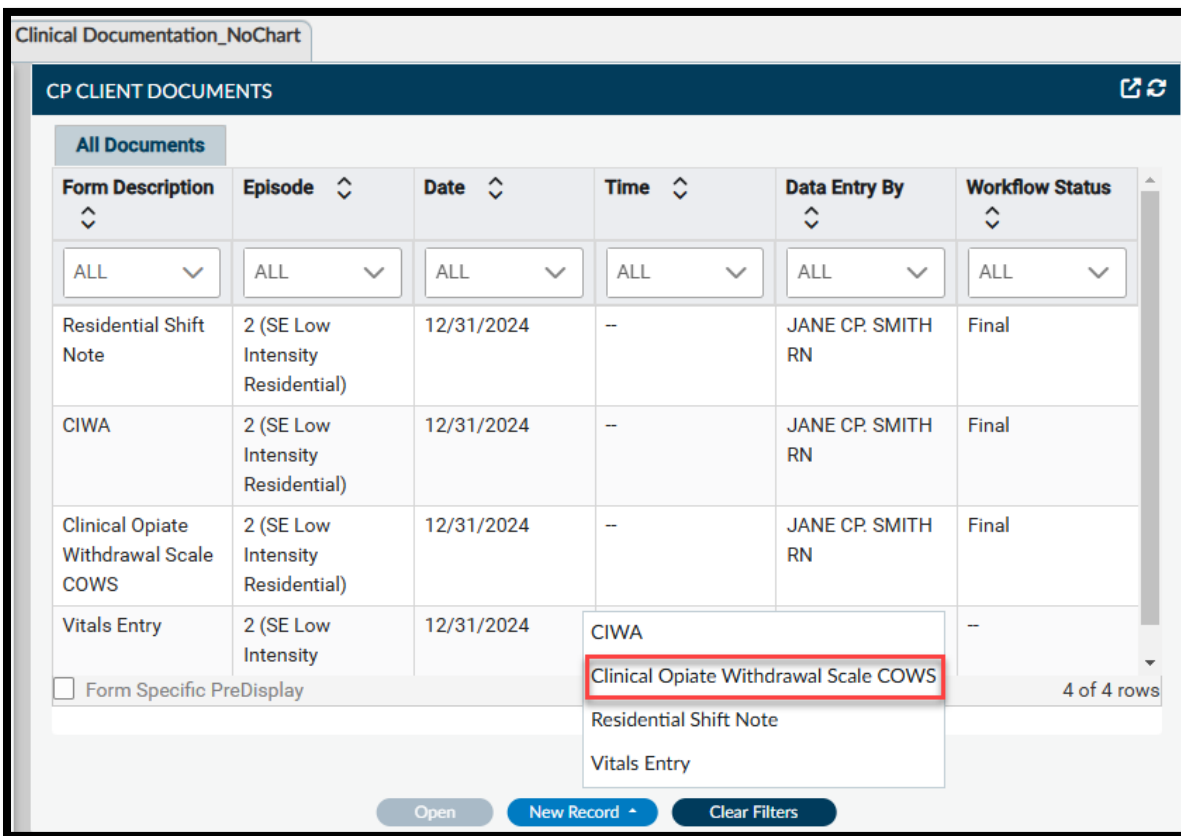 Clinical Documentation_NoChart
CP CLIENT DOCUMENTS
All Documents
Form Description Episode Date Time Data Entry By Workflow Status
ALL ALL ALL ALL ALL ALL
Residential Shift 2 (SE Low 12/31/2024 -- JANE CP. SMITH Final
Note Intensity RN
Residential)
CIWA 2 (SE Low 12/31/2024 -- JANE CP. SMITH Final
Intensity RN
Residential)
Clinical Opiate 2 (SE Low 12/31/2024 -- JANE CP. SMITH Final
Withdrawal Scale Intensity RN
COWS Residential)
Vitals Entry 2 (SE Low 12/31/2024 --
Intensity
CIWA
Clinical Opiate Withdrawal Scale COWS
Residential Shift Note
Vitals Entry
Form Specific PreDisplay 4 of 4 rows
Open New Record Clear Filters